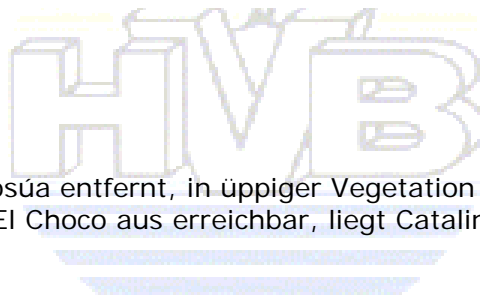 HVB
osúa entfernt, in üppiger Vegetation
El Choco aus erreichbar, liegt Catalin